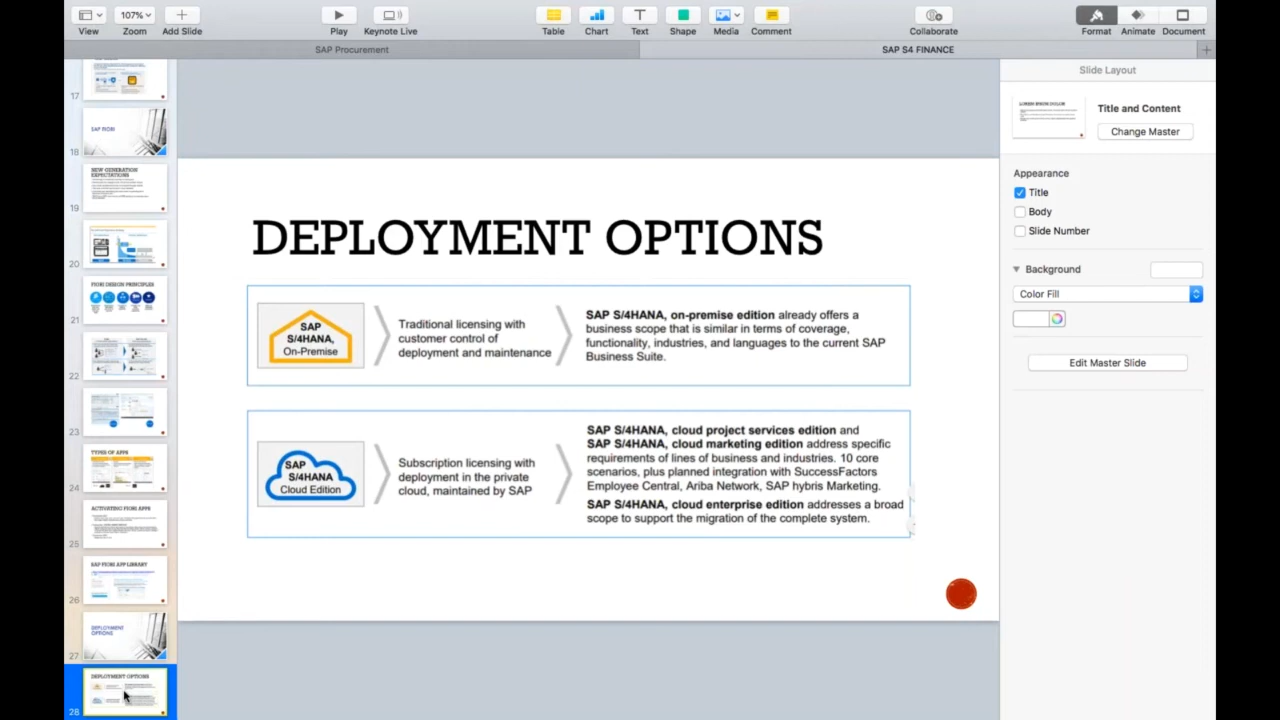 View
107%
Zoom
Add Slide
Play
Keynote Live
Table
Chart
Text
Shape
Media
Comment
Collaborate
Format
Animate
Document
SAP Procurement
SAP S4 FINANCE
17
SAP FIORI
18
NEW GENERATION
EXPECTATIONS
19
20
FIORI DESIGN PRINCIPLES
21
22
23
TYPES OF APPS
24
ACTIVATING FIORI APPS
25
SAP FIORI APP LIBRARY
26
DEPLOYMENT
OPTIONS
27
DEPLOYMENT OPTIONS
28
DEPLOYMENT OPTIONS
SAP
S/4HANA,
On-Premise
Traditional licensing with
customer control of
deployment and maintenance
SAP S/4HANA, on-premise edition already offers a
business scope that is similar in terms of coverage,
functionality, industries, and languages to the current SAP
Business Suite.
SAP
S/4HANA
Cloud Edition
Subscription licensing with
deployment in the private
cloud, maintained by SAP
SAP S/4HANA, cloud project services edition and
SAP S/4HANA, cloud marketing edition address specific
requirements of lines of business and industries. 10 core
scenarios, plus planned integration with SuccessFactors
Employee Central, Ariba Network, SAP hybris Marketing.
SAP S/4HANA, cloud enterprise edition addresses a broad
scope to support the migration of the complete system.
Slide Layout
LOREM IPSUM DOLOR
Title and Content
Change Master
Appearance
Title
Body
Slide Number
Background
Color Fill
Edit Master Slide